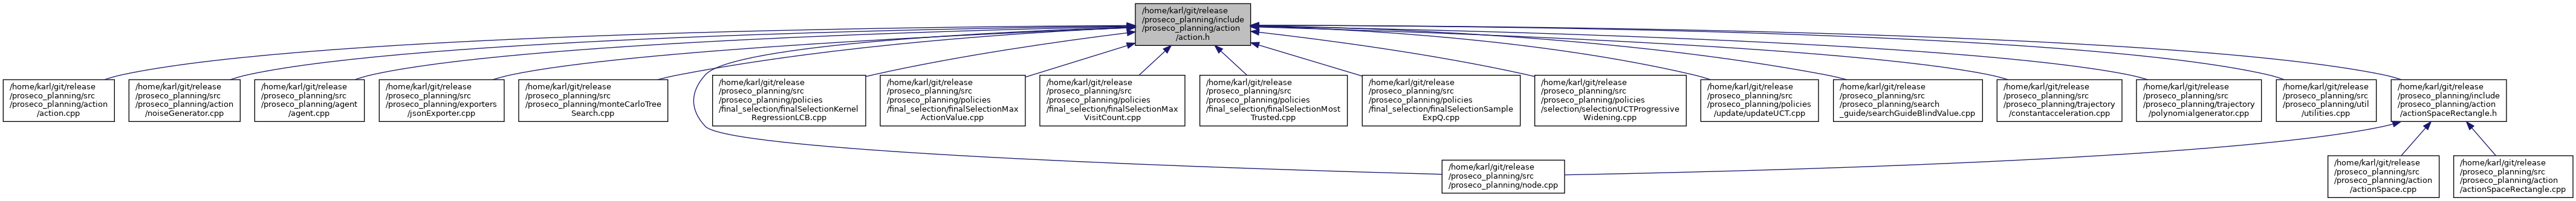 /home/karl/git/release
/proseco_planning/include
/proseco_planning/action
/action.h
/home/karl/git/release
/proseco_planning/src
/proseco_planning/action
/action.cpp
/home/karl/git/release
/proseco_planning/src
/proseco_planning/action
/noiseGenerator.cpp
/home/karl/git/release
/proseco_planning/src
/proseco_planning/agent
/agent.cpp
/home/karl/git/release
/proseco_planning/src
/proseco_planning/exporters
/jsonExporter.cpp
/home/karl/git/release
/proseco_planning/src
/proseco_planning/monteCarloTree
Search.cpp
/home/karl/git/release
/proseco_planning/src
/proseco_planning/policies
/final_selection/finalSelectionKernel
RegressionLCB.cpp
/home/karl/git/release
/proseco_planning/src
/proseco_planning/policies
/final_selection/finalSelectionMax
ActionValue.cpp
/home/karl/git/release
/proseco_planning/src
/proseco_planning/policies
/final_selection/finalSelectionMax
VisitCount.cpp
/home/karl/git/release
/proseco_planning/src
/proseco_planning/policies
/final_selection/finalSelectionMost
Trusted.cpp
/home/karl/git/release
/proseco_planning/src
/proseco_planning/policies
/final_selection/finalSelectionSample
ExpQ.cpp
/home/karl/git/release
/proseco_planning/src
/proseco_planning/policies
/selection/selectionUCTProgressive
Widening.cpp
/home/karl/git/release
/proseco_planning/src
/proseco_planning/policies
/update/updateUCT.cpp
/home/karl/git/release
/proseco_planning/src
/proseco_planning/search
_guide/searchGuideBlindValue.cpp
/home/karl/git/release
/proseco_planning/src
/proseco_planning/trajectory
/constantacceleration.cpp
/home/karl/git/release
/proseco_planning/src
/proseco_planning/trajectory
/polynomialgenerator.cpp
/home/karl/git/release
/proseco_planning/src
/proseco_planning/util
/utilities.cpp
/home/karl/git/release
/proseco_planning/include
/proseco_planning/action
/actionSpaceRectangle.h
/home/karl/git/release
/proseco_planning/src
/proseco_planning/node.cpp
/home/karl/git/release
/proseco_planning/src
/proseco_planning/action
/actionSpace.cpp
/home/karl/git/release
/proseco_planning/src
/proseco_planning/action
/actionSpaceRectangle.cpp